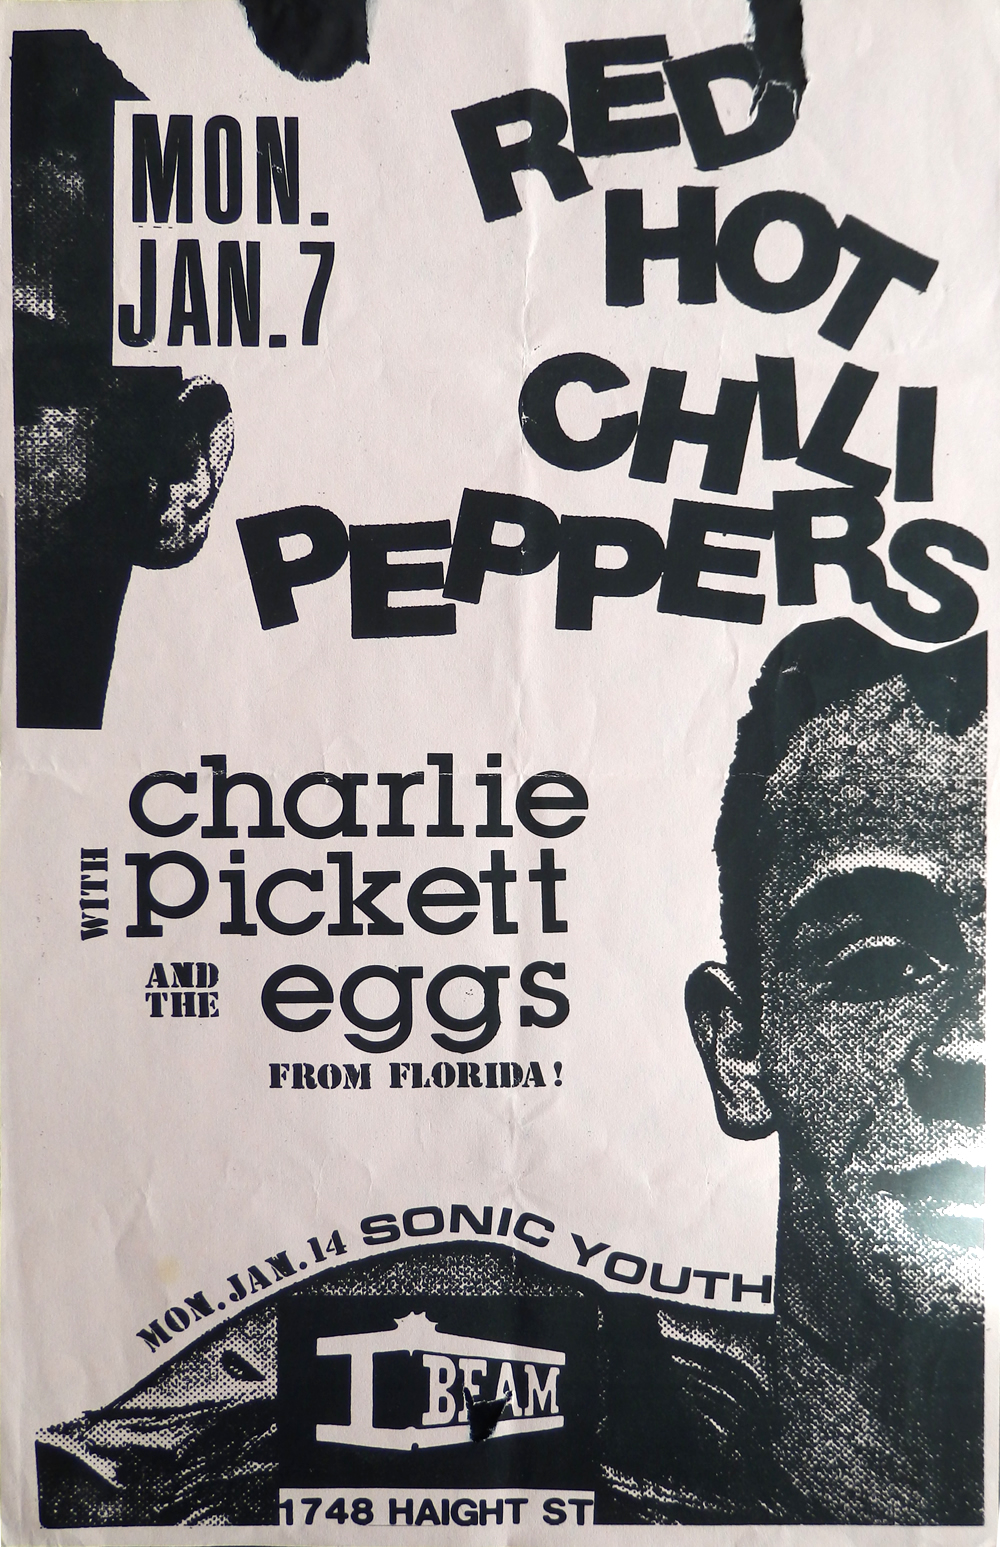 MON.
JAN.7
RED
HOT
CHILI
PEPPERS
WITH
charlie
pickett
AND
THE
eggs
FROM FLORIDA!
MON. JAN. 14 SONIC YOUTH
I BEAM
1748 HAIGHT ST